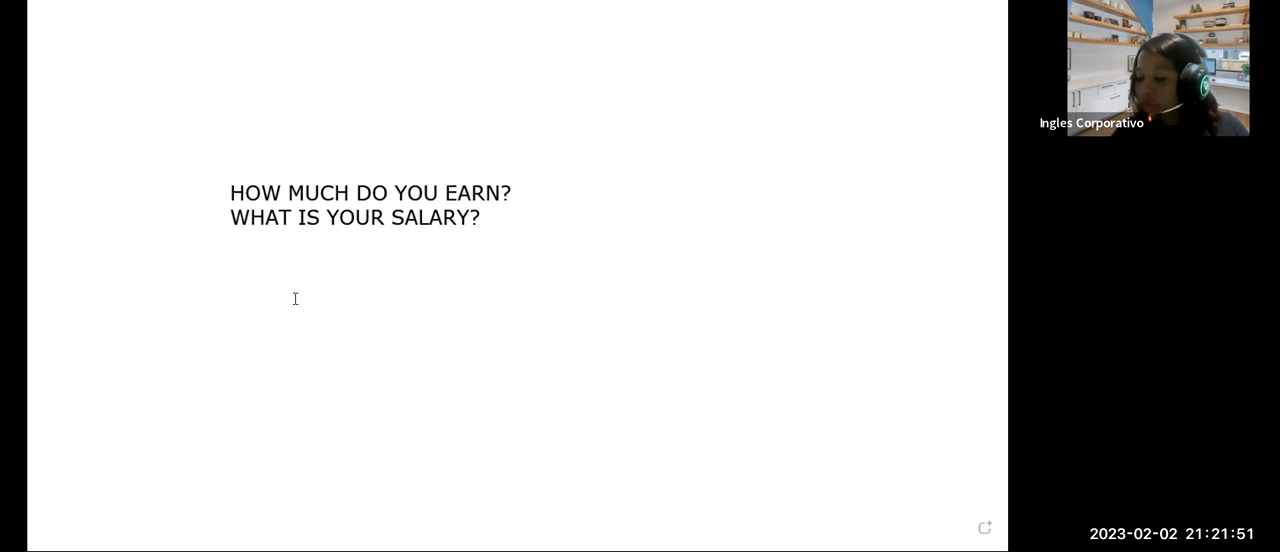 HOW MUCH DO YOU EARN?
WHAT IS YOUR SALARY?
Ingles Corporativo
2023-02-02 21:21:51